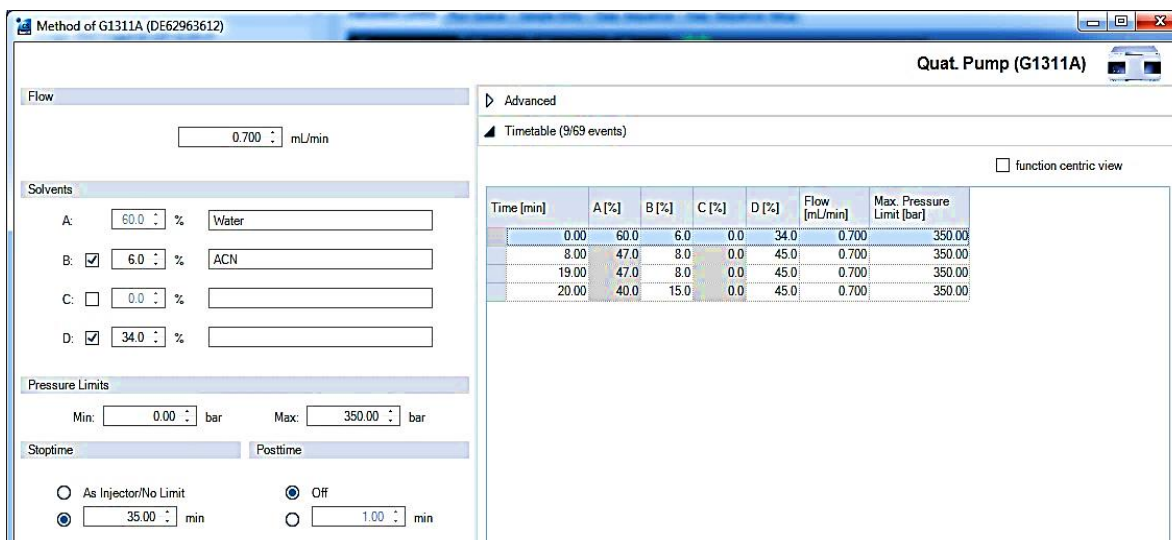 Method of G1311A (DE62963612)
Quat. Pump (G1311A)
Flow
0.700 mL/min
Solvents
A: 60.0 % Water
B: 6.0 % ACN
C: 0.0 %
D: 34.0 %
Pressure Limits
Min: 0.00 bar Max: 350.00 bar
Stoptime Posttime
As Injector/No Limit Off
35.00 min 1.00 min
Advanced
Timetable (9/69 events)
function centric view
Time [min] A [%] B [%] C [%] D [%] Flow [mL/min] Max. Pressure Limit [bar]
0.00 60.0 6.0 0.0 34.0 0.700 350.00
8.00 47.0 8.0 0.0 45.0 0.700 350.00
19.00 47.0 8.0 0.0 45.0 0.700 350.00
20.00 40.0 15.0 0.0 45.0 0.700 350.00